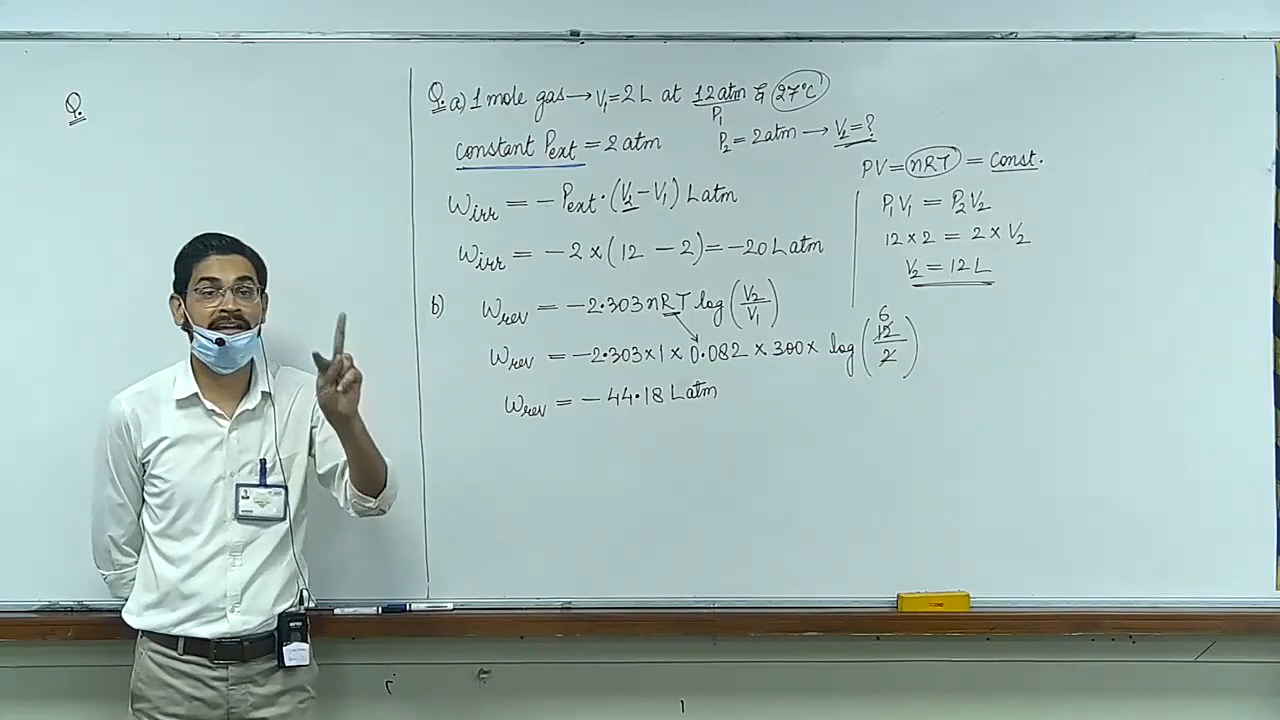 Q.
Q. a) 1 mole gas → V₁ = 2 L at 12 atm & 27°C
P₁
constant Pext = 2 atm
P₂ = 2 atm → V₂ = ?
Wirr = − Pext · (V₂ − V₁) L atm
Wirr = − 2 × (12 − 2) = −20 L atm
PV = nRT = Const.
P₁V₁ = P₂V₂
12 × 2 = 2 × V₂
V₂ = 12 L
b) Wrev = −2.303 nRT log (V₂/V₁)
Wrev = −2.303 × 1 × 0.082 × 300 × log (12/2)
6
Wrev = − 44.18 L atm